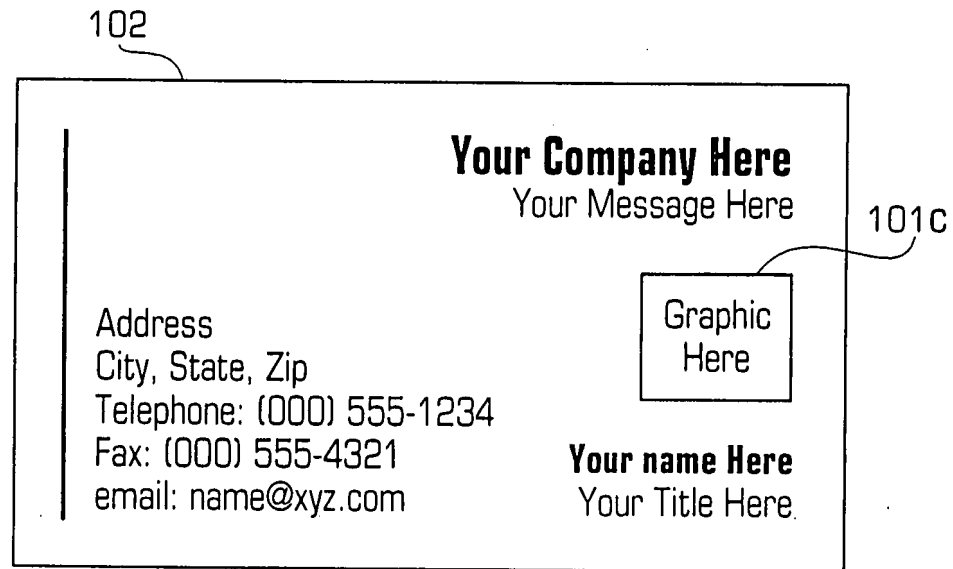 102
Your Company Here
Your Message Here
101c
Graphic
Here
Address
City, State, Zip
Telephone: (000) 555-1234
Fax: (000) 555-4321
email: name@xyz.com
Your name Here
Your Title Here